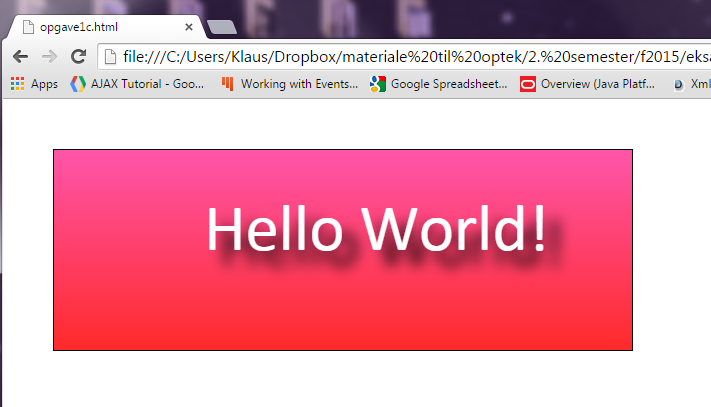 opgave1c.html
file:///C:/Users/Klaus/Dropbox/materiale%20til%20optek/2.%20semester/f2015/eksa
Apps AJAX Tutorial - Goo... Working with Events... Google Spreadsheet... Overview (Java Platf... Xml
Hello World!